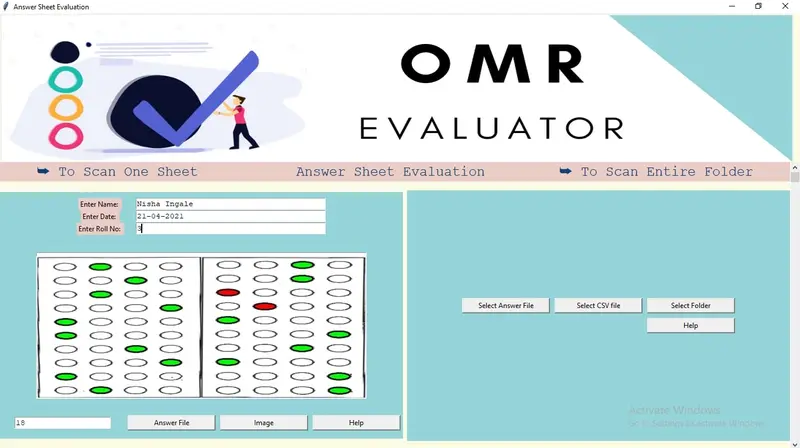 Answer Sheet Evaluation
OMR
EVALUATOR
To Scan One Sheet
Answer Sheet Evaluation
To Scan Entire Folder
Enter Name: Nisha Ingale
Enter Date: 21-04-2021
Enter Roll No: 3
Select Answer File Select CSV file Select Folder
Help
18 Answer File Image Help
Activate Windows